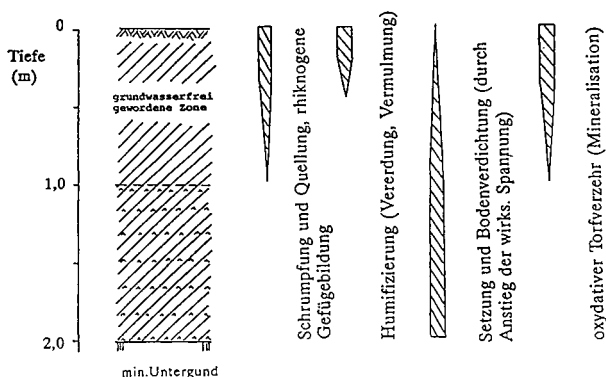 0
Tiefe
(m)
grundwasserfrei
gewordene Zone
1,0
2,0
min.Untergund
Schrumpfung und Quellung, rhiknogene
Gefügebildung
Humifizierung (Vererdung, Vermulmung)
Setzung und Bodenverdichtung (durch
Anstieg der wirks. Spannung)
oxydativer Torfverzehr (Mineralisation)